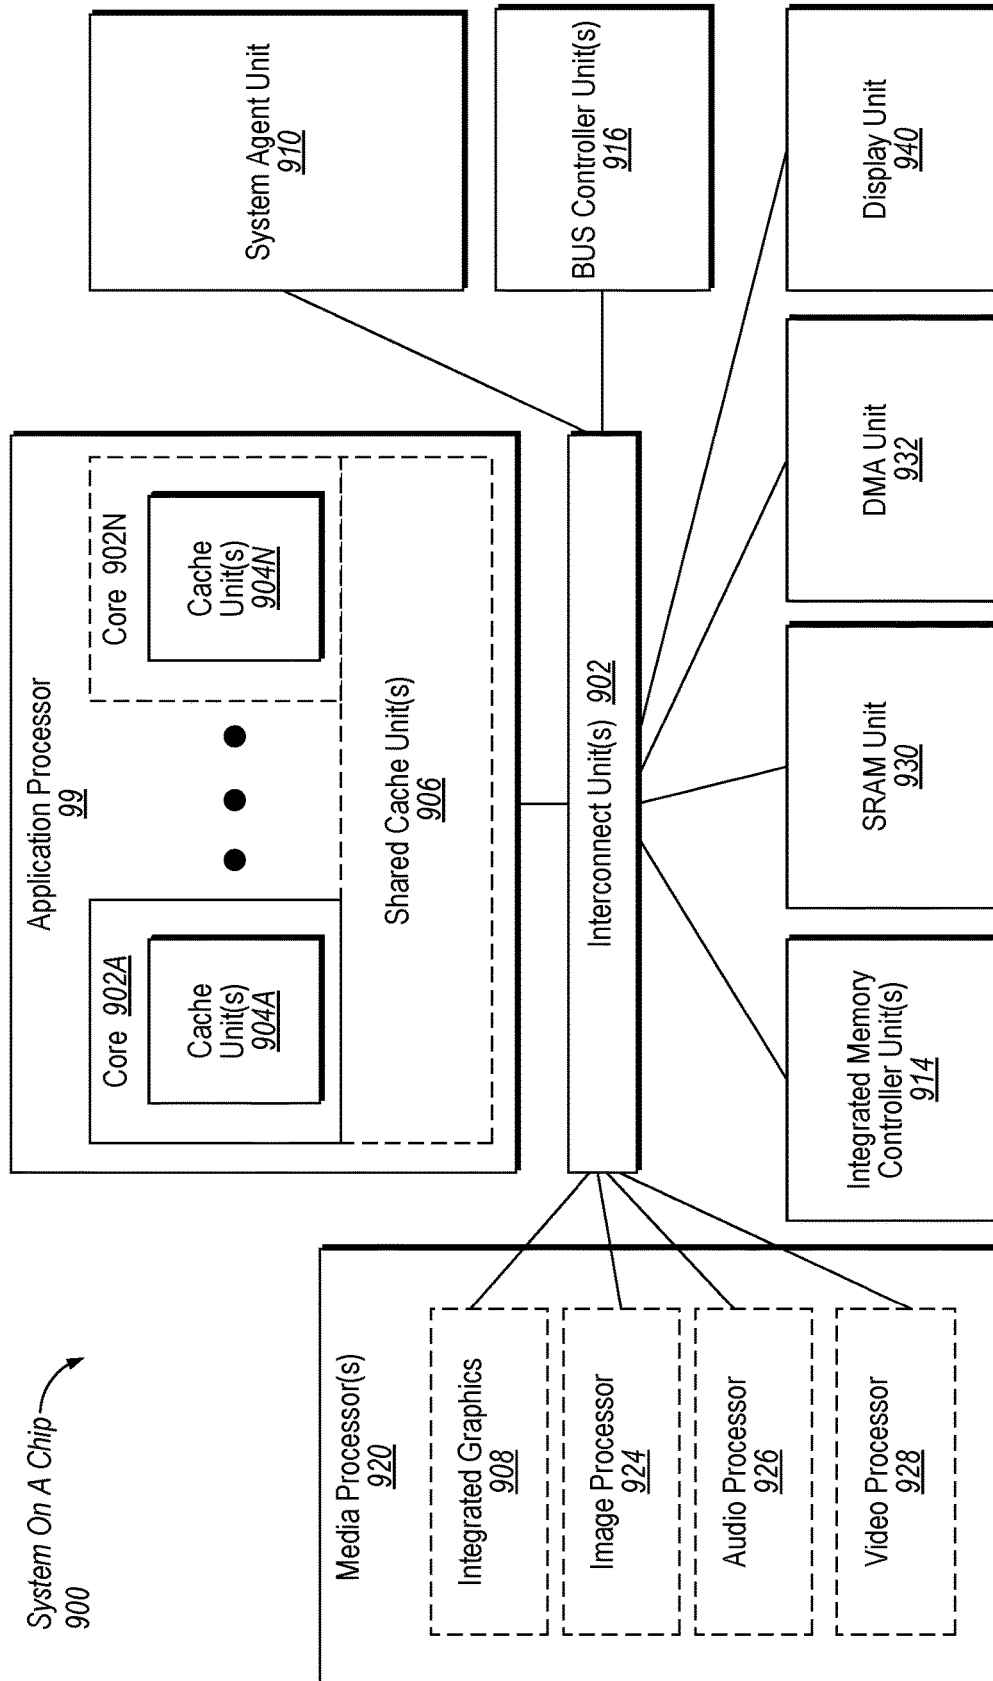 System On A Chip
900
Application Processor
99
Core 902A
Cache
Unit(s)
904A
Core 902N
Cache
Unit(s)
904N
Shared Cache Unit(s)
906
System Agent Unit
910
Media Processor(s)
920
Integrated Graphics
908
Image Processor
924
Audio Processor
926
Video Processor
928
Interconnect Unit(s) 902
BUS Controller Unit(s)
916
Integrated Memory
Controller Unit(s)
914
SRAM Unit
930
DMA Unit
932
Display Unit
940